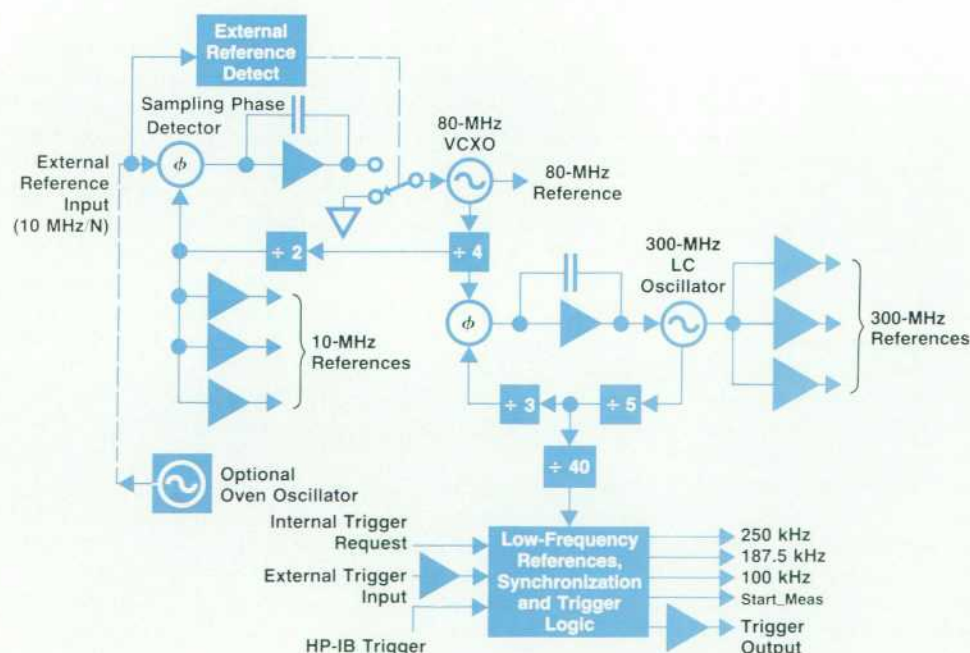 External
Reference
Detect
Sampling Phase
Detector
ϕ
External
Reference
Input
(10 MHz/N)
80-MHz
VCXO
80-MHz
Reference
÷ 2
÷ 4
300-MHz
LC
Oscillator
ϕ
300-MHz
References
10-MHz
References
÷ 3
÷ 5
÷ 40
Optional
Oven Oscillator
Internal Trigger
Request
External Trigger
Input
HP-IB Trigger
Low-Frequency
References,
Synchronization
and Trigger
Logic
250 kHz
187.5 kHz
100 kHz
Start_Meas
Trigger
Output